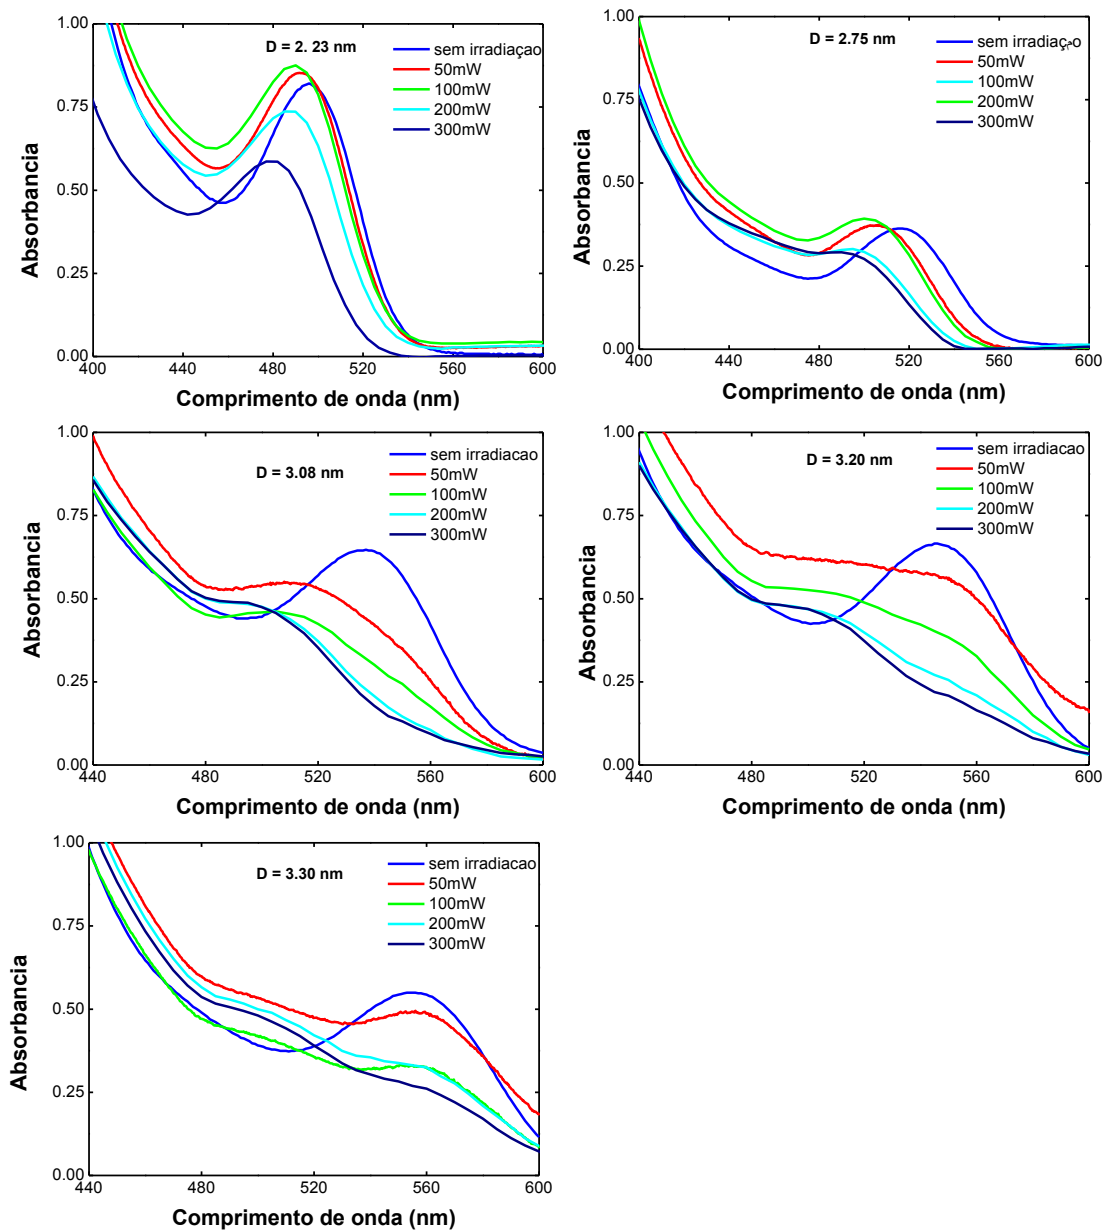 1.00
0.75
0.50
0.25
0.00
Absorbancia
D = 2. 23 nm
sem irradiaçao
50mW
100mW
200mW
300mW
400 440 480 520 560 600
Comprimento de onda (nm)
1.00
0.75
0.50
0.25
0.00
Absorbancia
D = 2.75 nm
50mW
100mW
200mW
300mW
400 440 480 520 560 600
Comprimento de onda (nm)
1.00
0.75
0.50
0.25
0.00
Absorbancia
D = 3.08 nm
sem irradiacao
50mW
100mW
200mW
300mW
440 480 520 560 600
Comprimento de onda (nm)
1.00
0.75
0.50
0.25
0.00
Absorbancia
D = 3.20 nm
sem irradiacao
50mW
100mW
200mW
300mW
440 480 520 560 600
Comprimento de onda (nm)
1.00
0.75
0.50
0.25
0.00
Absorbancia
D = 3.30 nm
sem irradiacao
50mW
100mW
200mW
300mW
440 480 520 560 600
Comprimento de onda (nm)